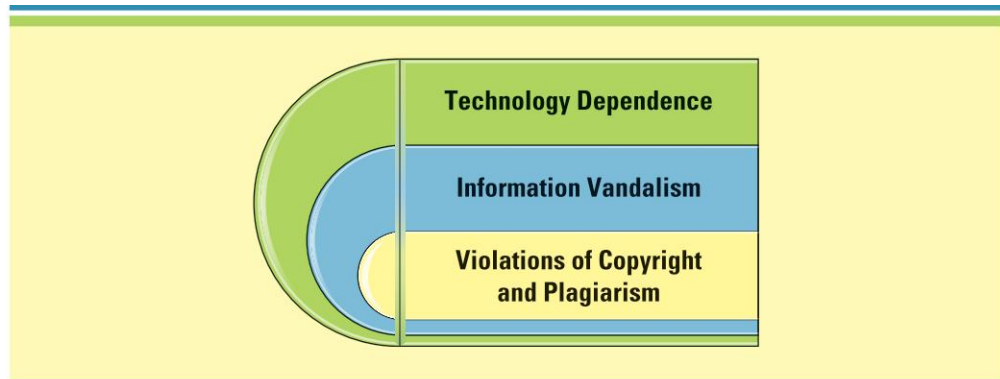 Technology Dependence
Information Vandalism
Violations of Copyright
and Plagiarism